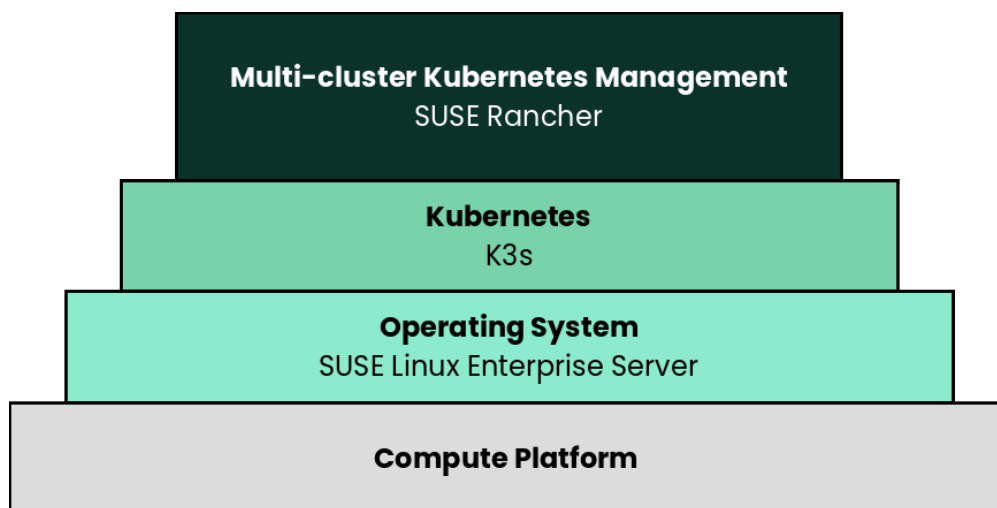 Multi-cluster Kubernetes Management
SUSE Rancher
Kubernetes
K3s
Operating System
SUSE Linux Enterprise Server
Compute Platform